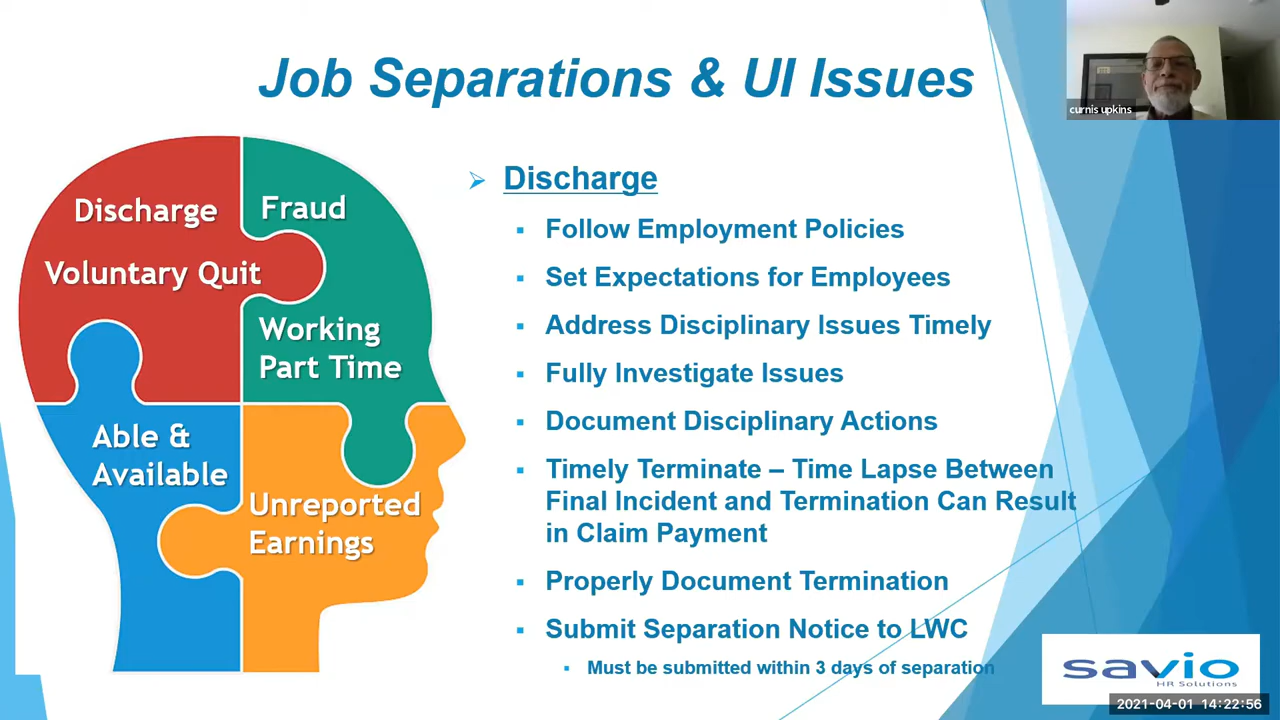 Job Separations & UI Issues
curnis upkins
Discharge
Voluntary Quit
Fraud
Working
Part Time
Able &
Available
Unreported
Earnings
Discharge
Follow Employment Policies
Set Expectations for Employees
Address Disciplinary Issues Timely
Fully Investigate Issues
Document Disciplinary Actions
Timely Terminate – Time Lapse Between
Final Incident and Termination Can Result
in Claim Payment
Properly Document Termination
Submit Separation Notice to LWC
Must be submitted within 3 days of separation
savio
HR Solutions
2021-04-01 14:22:56